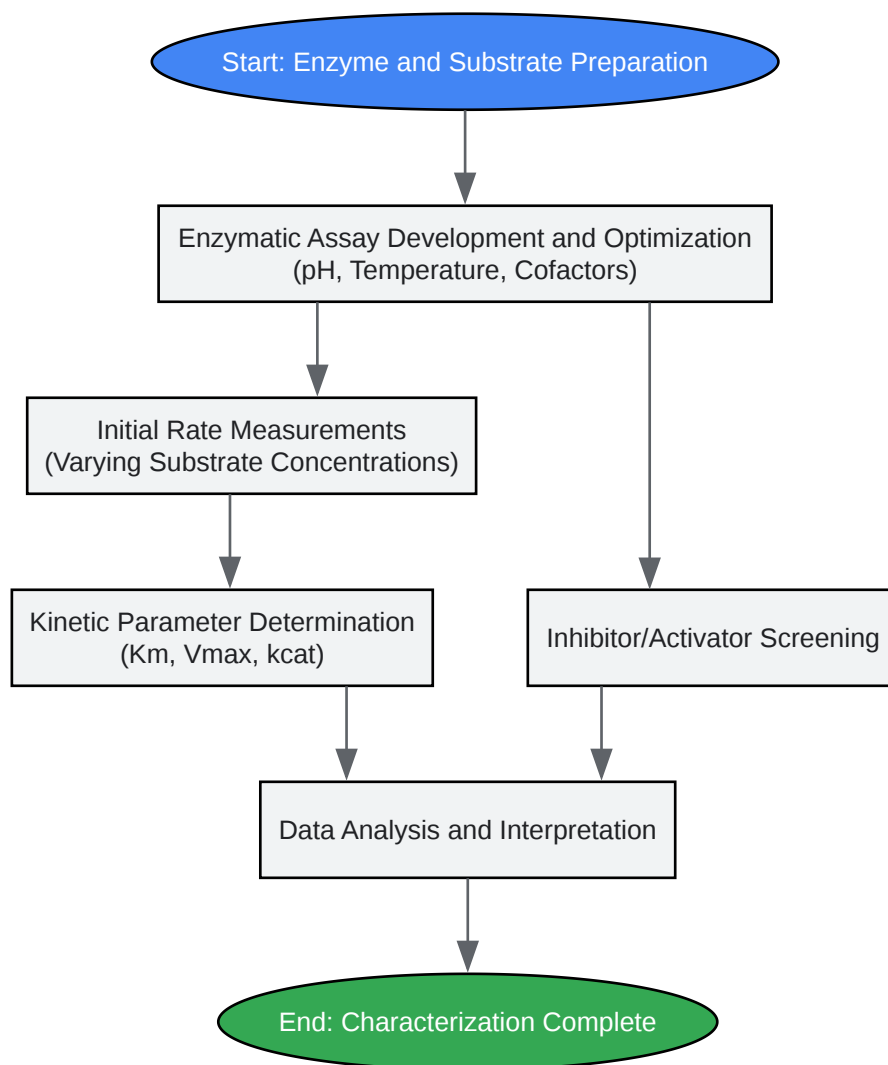 Start: Enzyme and Substrate Preparation
Enzymatic Assay Development and Optimization
(pH, Temperature, Cofactors)
Initial Rate Measurements
(Varying Substrate Concentrations)
Kinetic Parameter Determination
(Km, Vmax, kcat)
Inhibitor/Activator Screening
Data Analysis and Interpretation
End: Characterization Complete